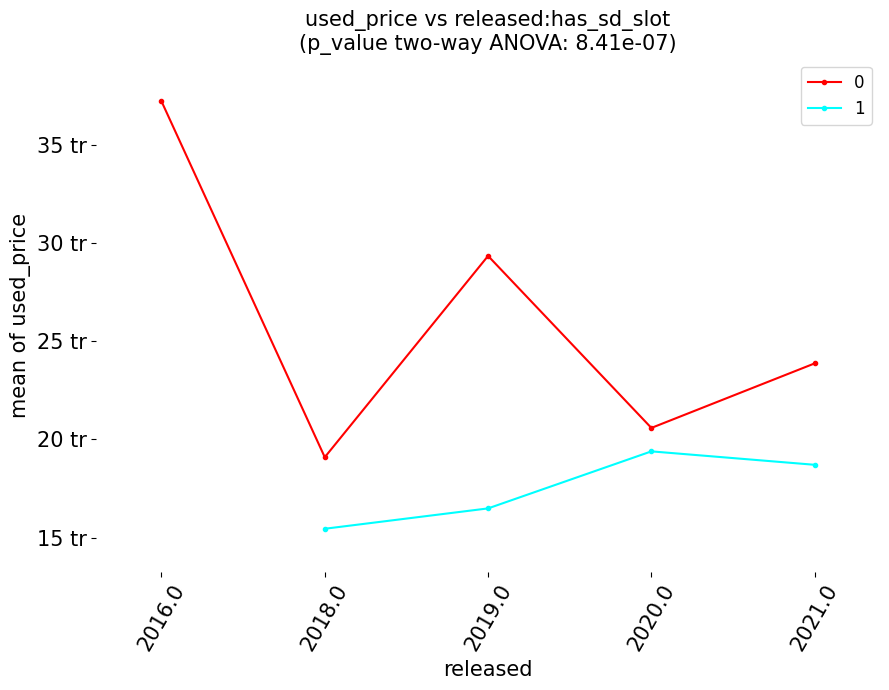 used_price vs released:has_sd_slot
(p_value two-way ANOVA: 8.41e-07)
0
1
35 tr
30 tr
25 tr
20 tr
15 tr
mean of used_price
2016.0
2018.0
2019.0
2020.0
2021.0
released